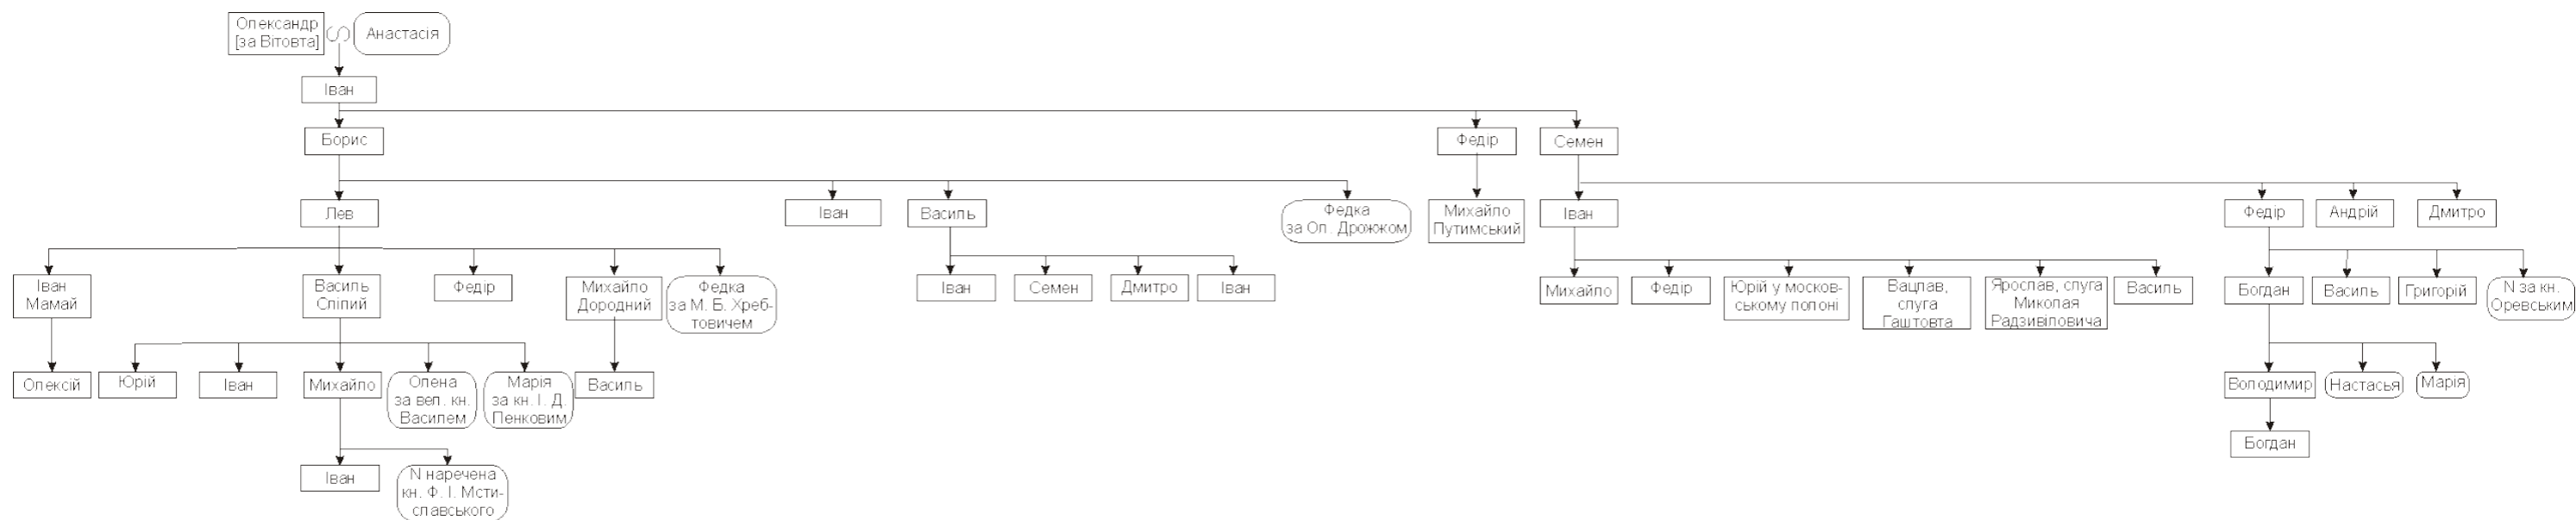 Олександр
[за Вітовта]
Анастасія
Іван
Борис
Федір
Семен
Лев
Іван
Василь
Федка
за Ол. Дрожжом
Михайло
Путимський
Іван
Федір
Андрій
Дмитро
Іван
Мамай
Василь
Сліпий
Федір
Михайло
Дородний
Федка
за М. Б. Хреб-
товичем
Іван
Семен
Дмитро
Іван
Михайло
Федір
Юрій у москов-
ському полоні
Вацлав,
слуга
Гаштовта
Ярослав, слуга
Миколая
Радзивіловича
Василь
Богдан
Василь
Григорій
N за кн.
Оревським
Олексій
Юрій
Іван
Михайло
Олена
за вел. кн.
Василем
Марія
за кн. І. Д.
Пенковим
Василь
Володимир
Настасья
Марія
Іван
N наречена
кн. Ф. І. Мсти-
славського
Богдан